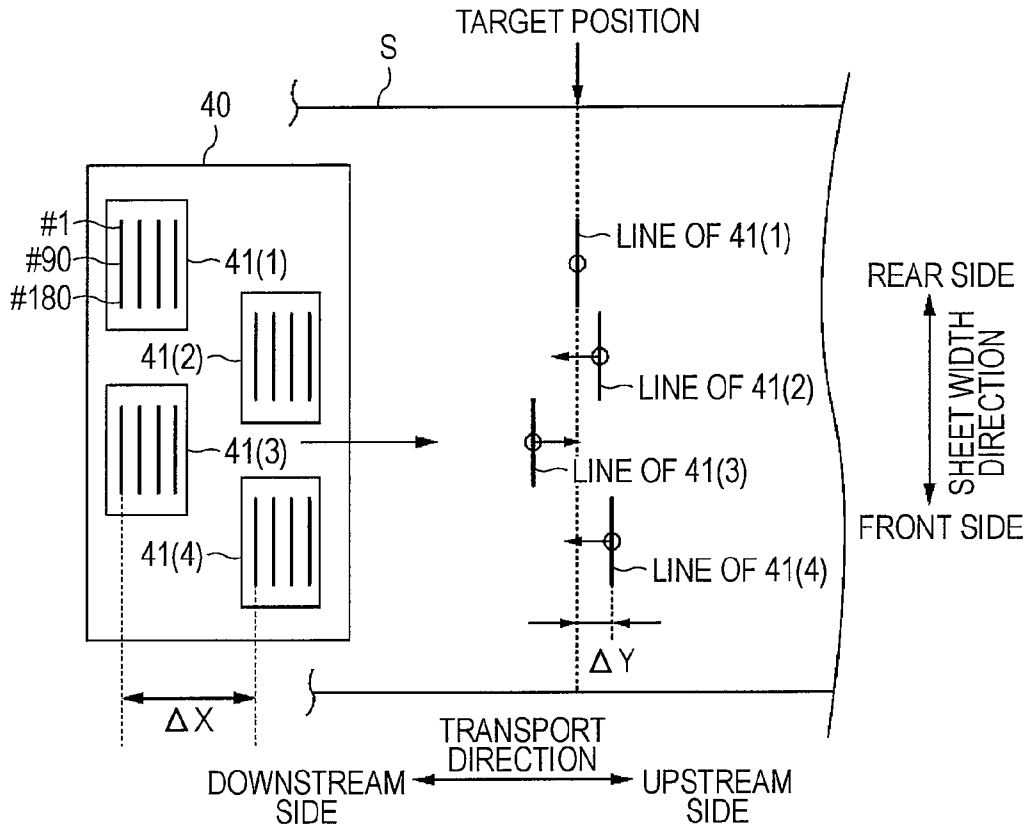 TARGET POSITION
S
40
#1
#90
#180
41(1)
LINE OF 41(1)
REAR SIDE
SHEET WIDTH
DIRECTION
FRONT SIDE
41(2)
LINE OF 41(2)
41(3)
LINE OF 41(3)
41(4)
LINE OF 41(4)
ΔY
ΔX
TRANSPORT
DIRECTION
DOWNSTREAM
SIDE
UPSTREAM
SIDE